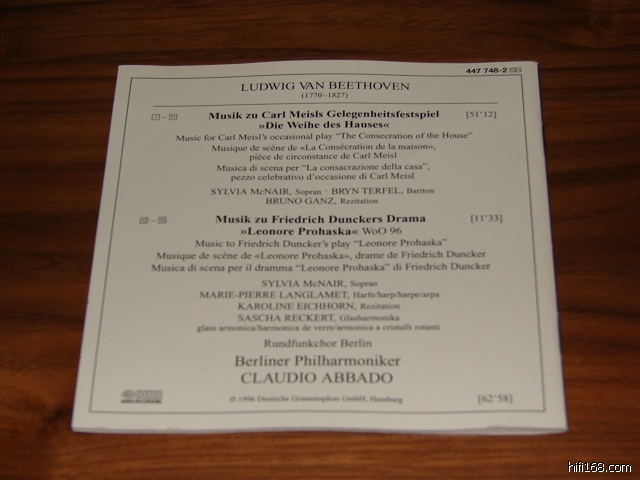 447 748-2
LUDWIG VAN BEETHOVEN
(1770–1827)
Musik zu Carl Meisls Gelegenheitsfestspiel [51'12]
»Die Weihe des Hauses«
Music for Carl Meisl's occasional play "The Consecration of the House"
Musique de scène de «La Consécration de la maison»,
pièce de circonstance de Carl Meisl
Musica di scena per "La consacrazione della casa",
pezzo celebrativo d'occasione di Carl Meisl
SYLVIA McNAIR, Sopran · BRYN TERFEL, Bariton
BRUNO GANZ, Rezitation
Musik zu Friedrich Dunckers Drama [11'33]
»Leonore Prohaska« WoO 96
Music to Friedrich Duncker's play "Leonore Prohaska"
Musique de scène de «Leonore Prohaska», drame de Friedrich Duncker
Musica di scena per il dramma "Leonore Prohaska" di Friedrich Duncker
SYLVIA McNAIR, Sopran
MARIE-PIERRE LANGLAMET, Harfe/harp/harpe/arpa
KAROLINE EICHHORN, Rezitation
SASCHA RECKERT, Glasharmonika
glass armonica/harmonica de verre/armonica a cristalli rotanti
Rundfunkchor Berlin
Berliner Philharmoniker
CLAUDIO ABBADO
℗ 1996 Deutsche Grammophon GmbH, Hamburg [62'58]
hifi168.com